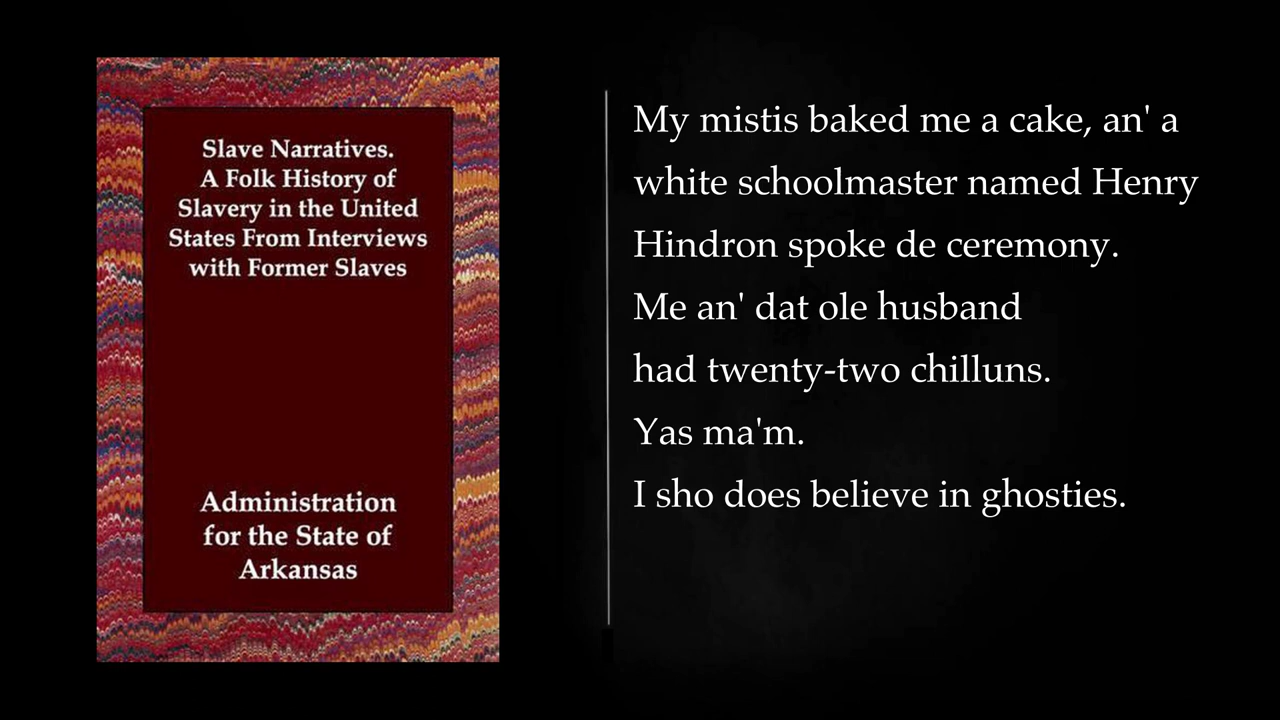 Slave Narratives.
A Folk History of
Slavery in the United
States From Interviews
with Former Slaves
Administration
for the State of
Arkansas
My mistis baked me a cake, an' a
white schoolmaster named Henry
Hindron spoke de ceremony.
Me an' dat ole husband
had twenty-two chilluns.
Yas ma'm.
I sho does believe in ghosties.